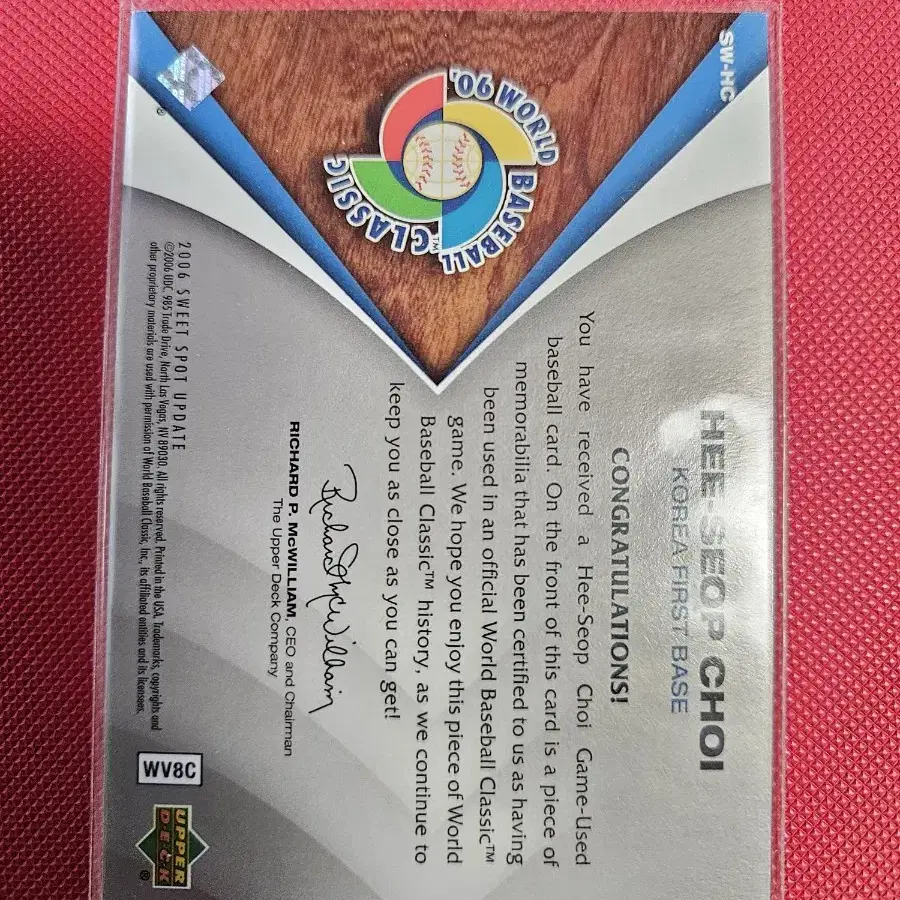 SW-HC
'06 WORLD BASEBALL CLASSIC™
HEE-SEOP CHOI
KOREA FIRST BASE
CONGRATULATIONS!
You have received a Hee-Seop Choi Game-Used
baseball card. On the front of this card is a piece of
memorabilia that has been certified to us as having
been used in an official World Baseball Classic™
game. We hope you enjoy this piece of World
Baseball Classic™ history, as we continue to
keep you as close as you can get!
Richard P. McWilliam
RICHARD P. McWILLIAM, CEO and Chairman
The Upper Deck Company
2006 SWEET SPOT UPDATE
©2006 UDC, 985 Trade Drive, North Las Vegas, NV 89030. All rights reserved. Printed in the USA. Trademarks, copyrights and
other proprietary materials are used with permission of World Baseball Classic, Inc., its affiliated entities and its licensees.
®
WV8C
UPPER
DECK
®